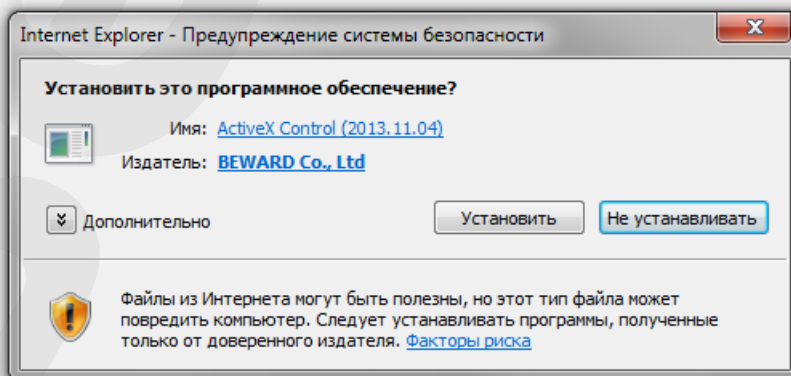 Internet Explorer - Предупреждение системы безопасности
Установить это программное обеспечение?
Имя: ActiveX Control (2013.11.04)
Издатель: BEWARD Co., Ltd
Дополнительно
Установить
Не устанавливать
Файлы из Интернета могут быть полезны, но этот тип файла может
повредить компьютер. Следует устанавливать программы, полученные
только от доверенного издателя. Факторы риска